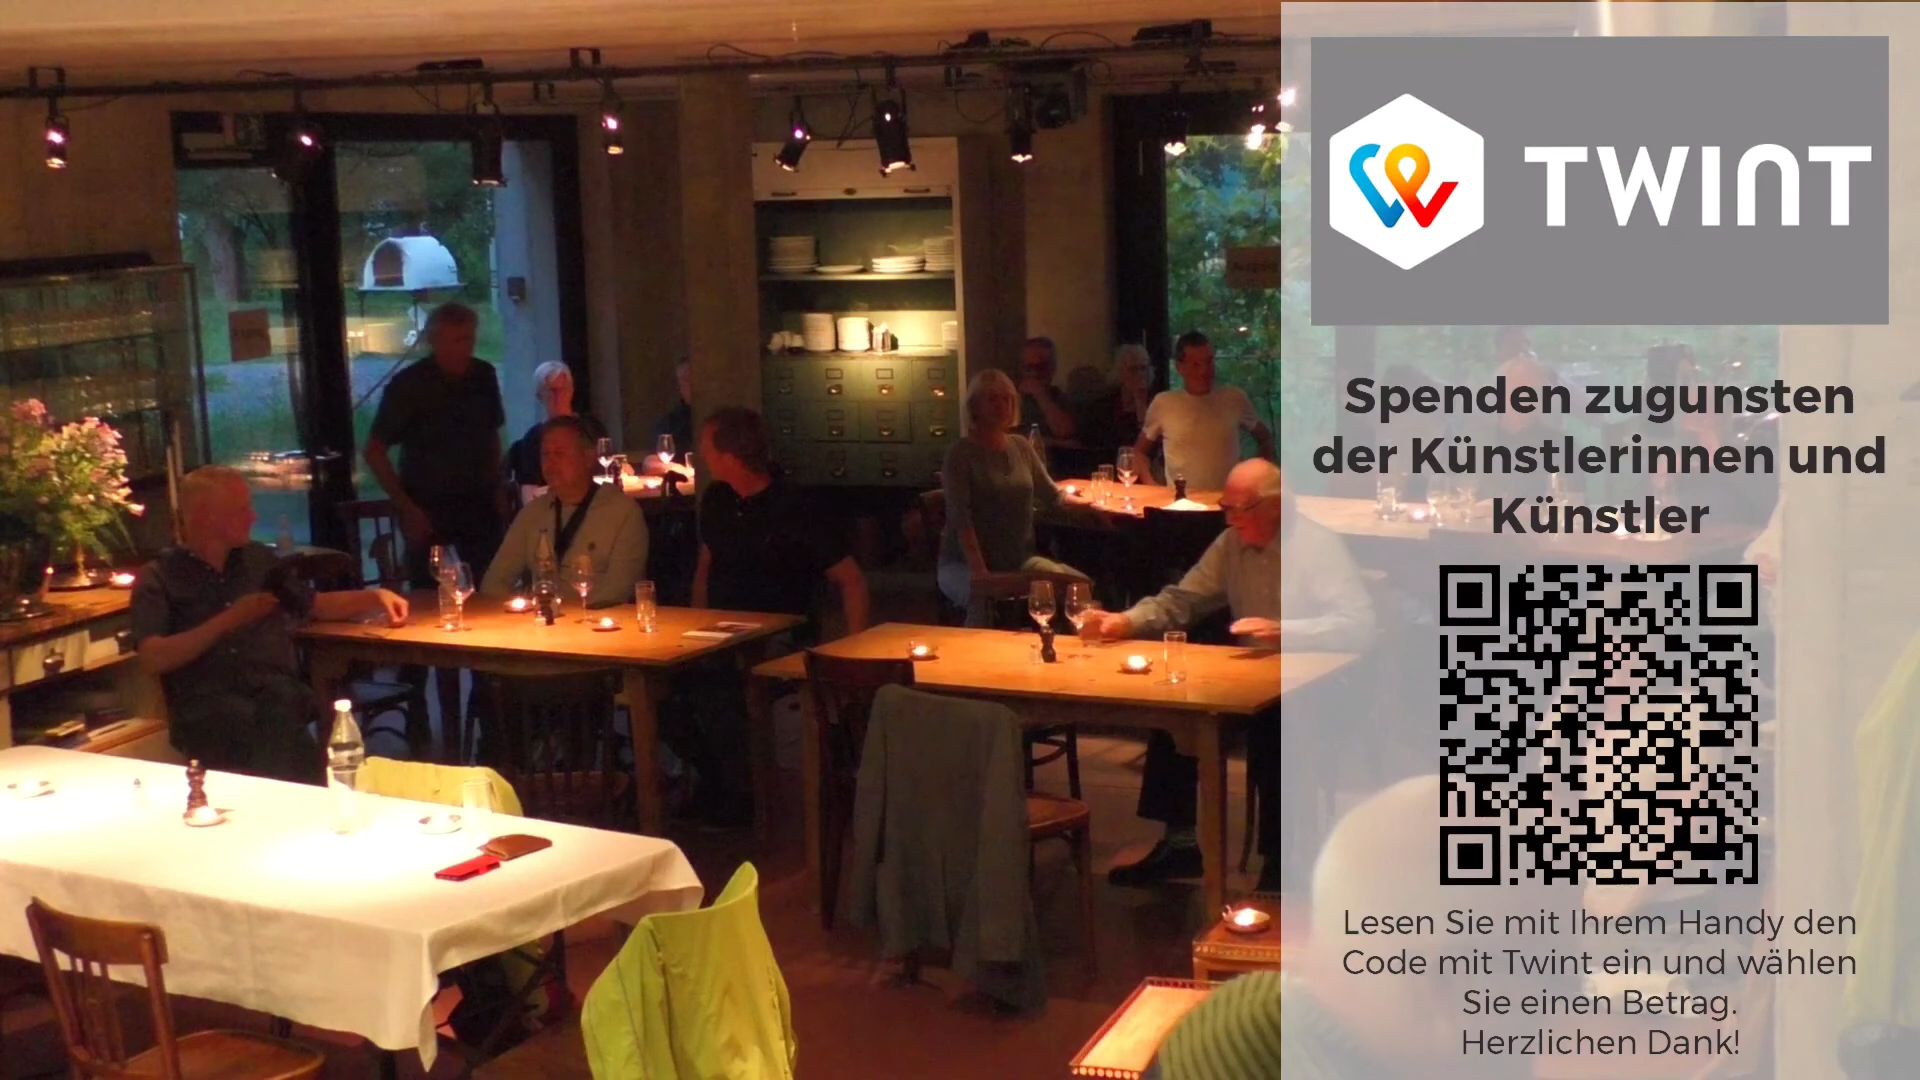 TWINT
Spenden zugunsten
der Künstlerinnen und
Künstler
Lesen Sie mit Ihrem Handy den
Code mit Twint ein und wählen
Sie einen Betrag.
Herzlichen Dank!